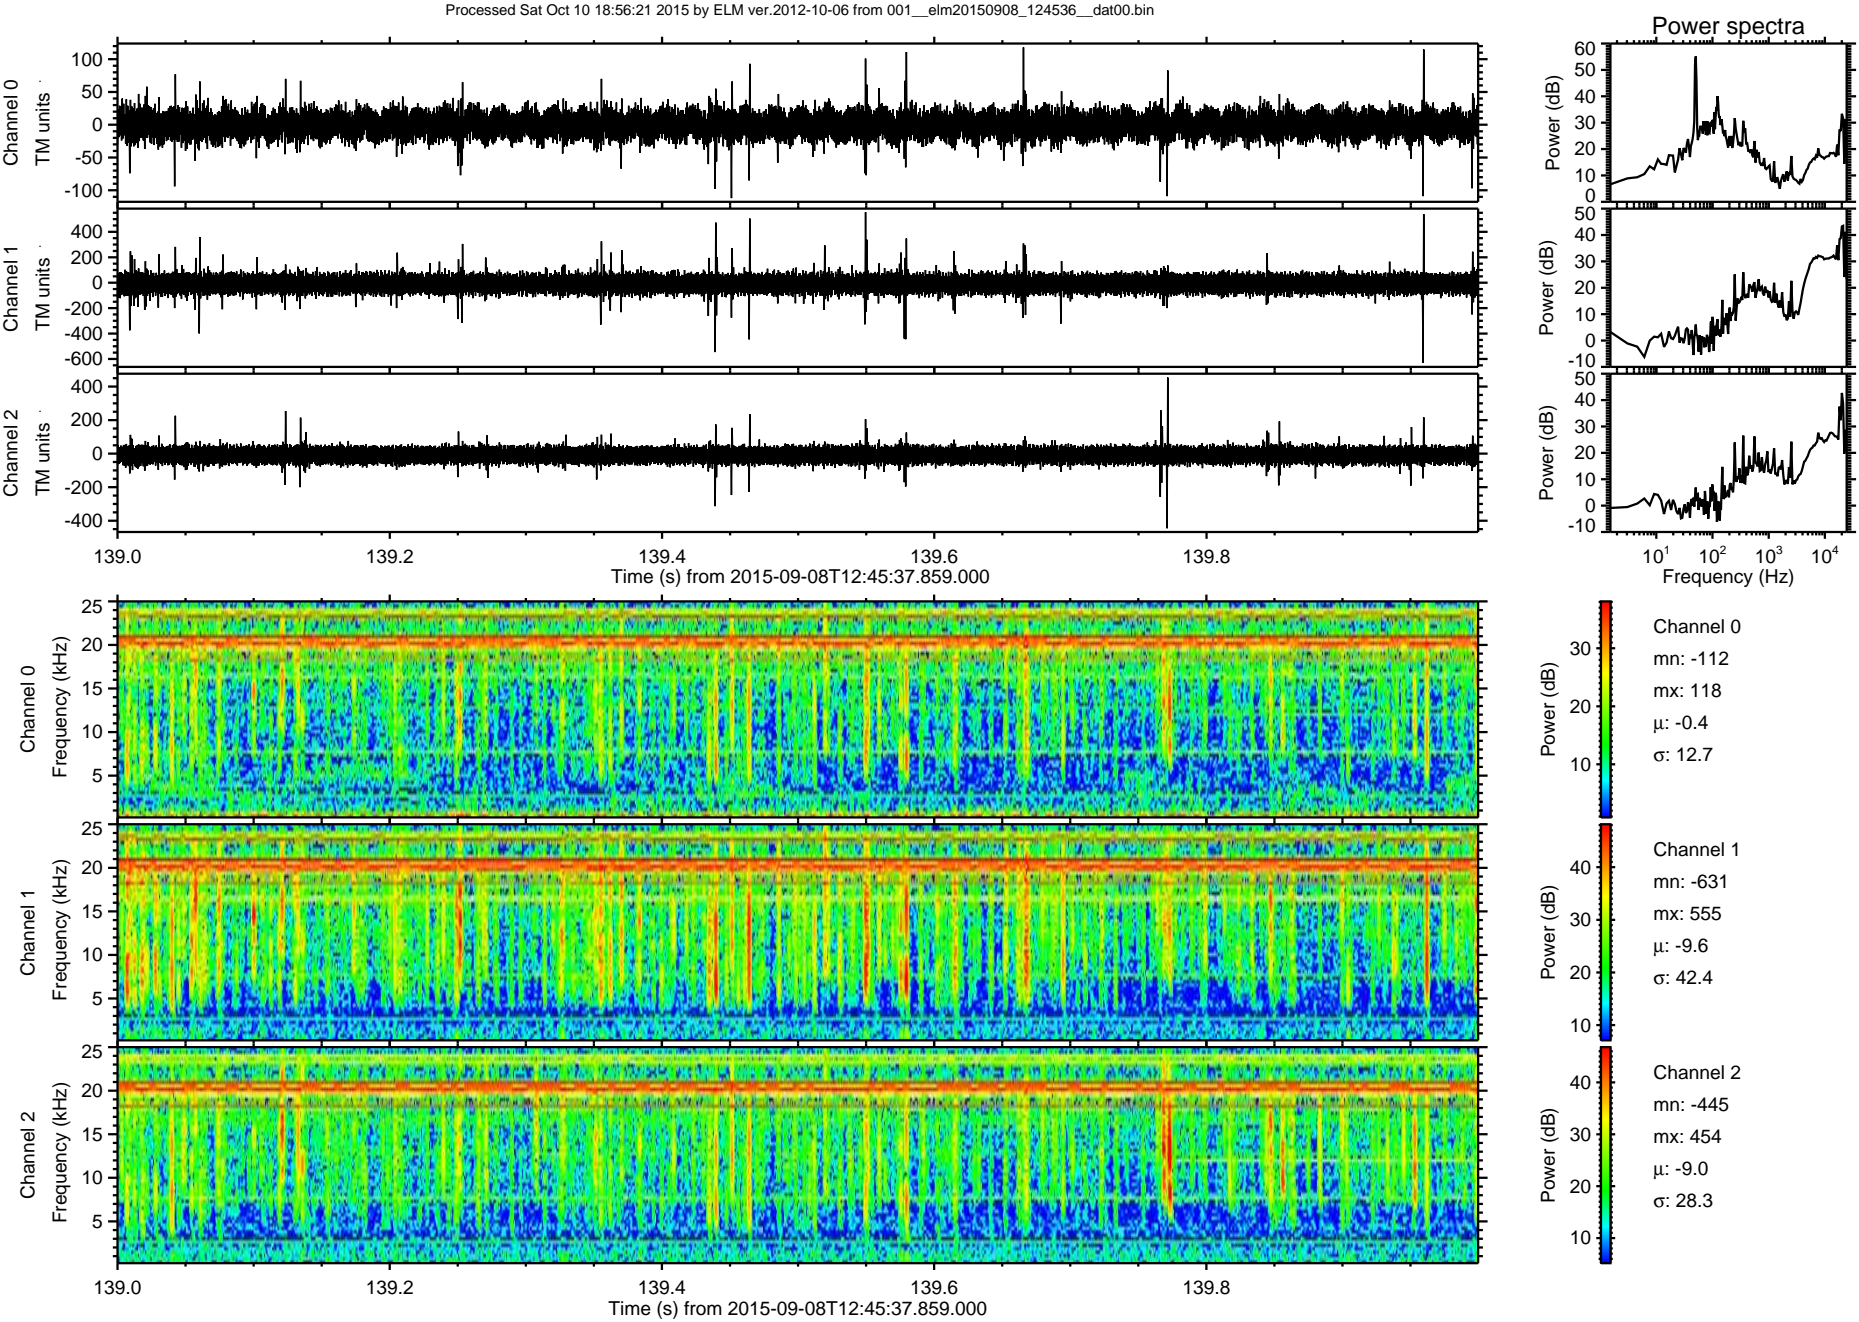 Processed Sat Oct 10 18:56:21 2015 by ELM ver.2012-10-06 from 001__elm20150908_124536__dat00.bin
Power spectra
Channel 0
TM units
100
50
0
-50
-100
Power (dB)
60
50
40
30
20
10
0
Channel 1
TM units
400
200
0
-200
-400
-600
Power (dB)
50
40
30
20
10
0
-10
Channel 2
TM units
400
200
0
-200
-400
Power (dB)
50
40
30
20
10
0
-10
139.0 139.2 139.4 139.6 139.8
Time (s) from 2015-09-08T12:45:37.859.000
10¹ 10² 10³ 10⁴
Frequency (Hz)
Channel 0
Frequency (kHz)
25
20
15
10
5
Power (dB)
30
20
10
Channel 0
mn: -112
mx: 118
μ: -0.4
σ: 12.7
Channel 1
Frequency (kHz)
25
20
15
10
5
Power (dB)
40
30
20
10
Channel 1
mn: -631
mx: 555
μ: -9.6
σ: 42.4
Channel 2
Frequency (kHz)
25
20
15
10
5
Power (dB)
40
30
20
10
Channel 2
mn: -445
mx: 454
μ: -9.0
σ: 28.3
139.0 139.2 139.4 139.6 139.8
Time (s) from 2015-09-08T12:45:37.859.000